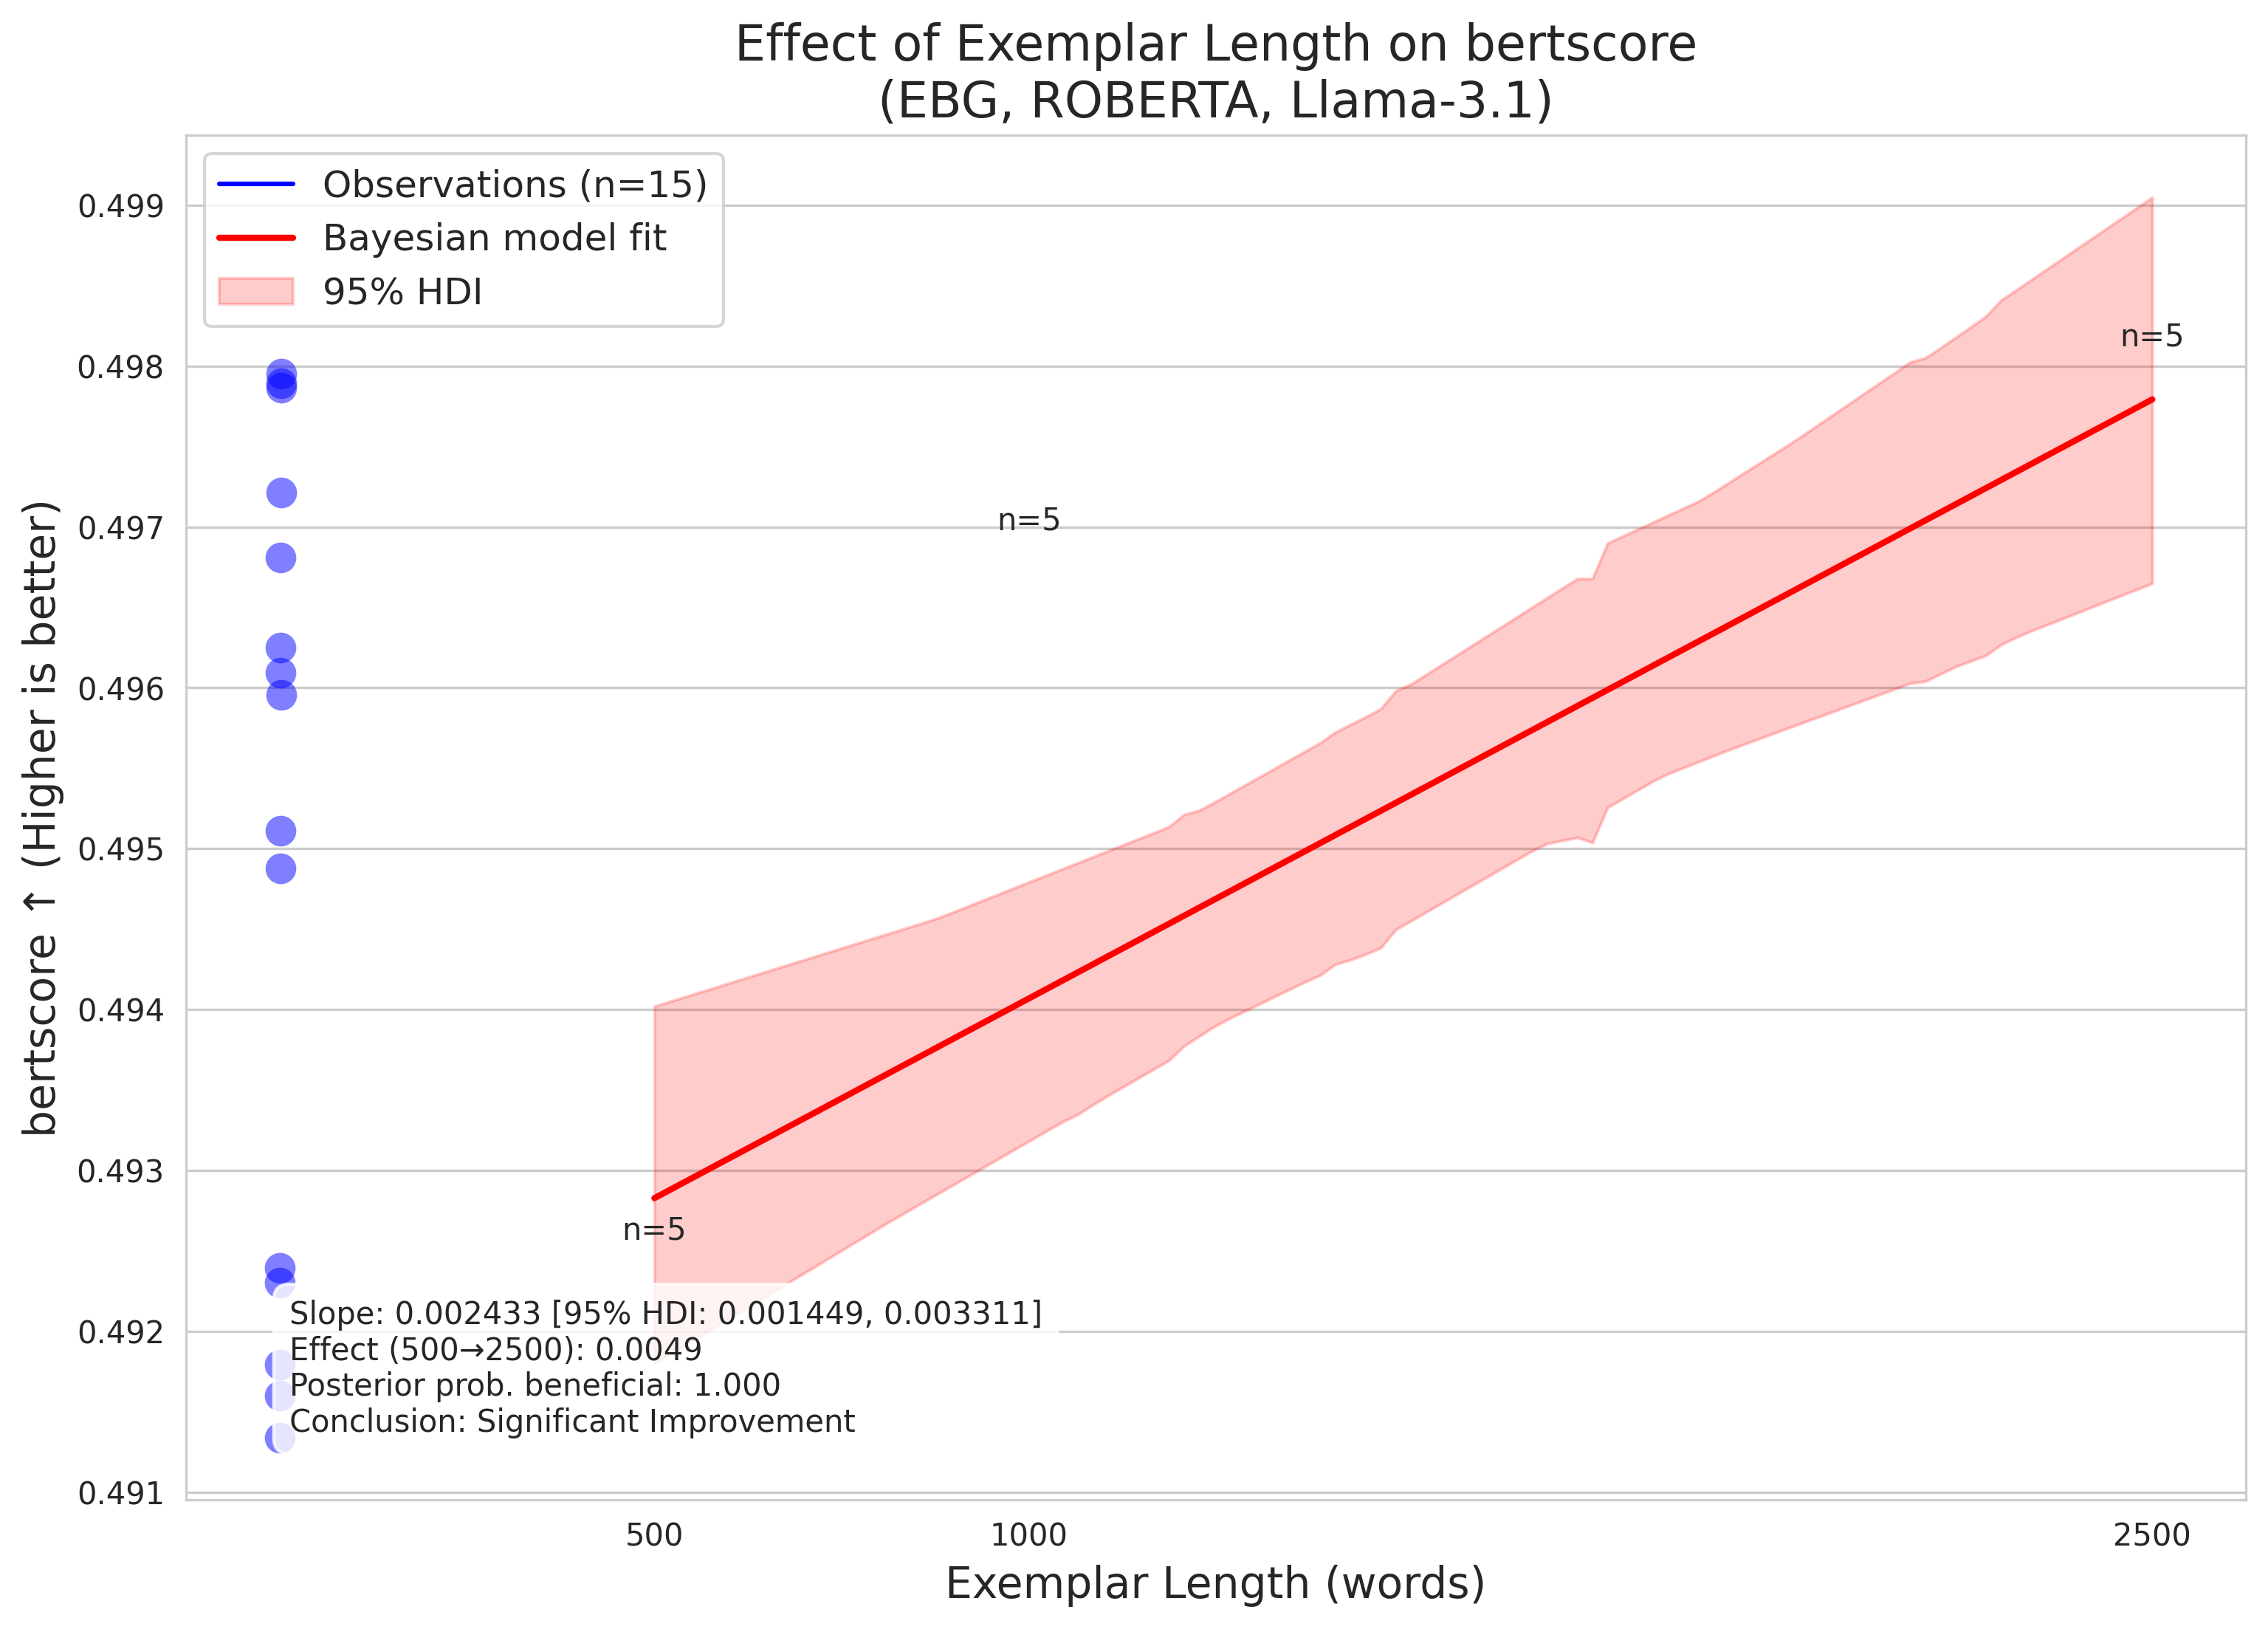 Effect of Exemplar Length on bertscore
(EBG, ROBERTA, Llama-3.1)
Observations (n=15)
Bayesian model fit
95% HDI
0.499
0.498
0.497
0.496
0.495
0.494
0.493
0.492
0.491
bertscore ↑ (Higher is better)
n=5
n=5
n=5
Slope: 0.002433 [95% HDI: 0.001449, 0.003311]
Effect (500→2500): 0.0049
Posterior prob. beneficial: 1.000
Conclusion: Significant Improvement
500
1000
2500
Exemplar Length (words)